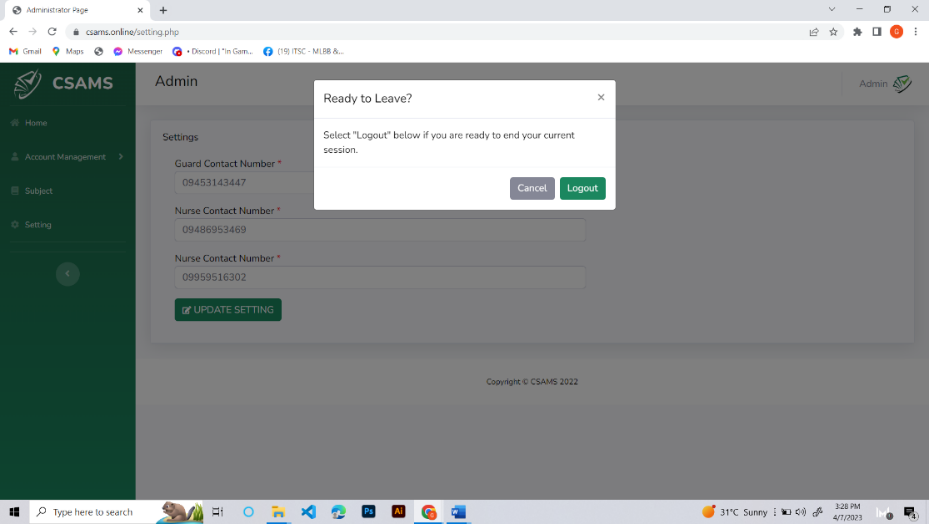 Administrator Page
csams.online/setting.php
G
Gmail
Maps
Messenger
• Discord | "In Gam...
(19) ITSC - MLBB &...
CSAMS
Admin
Admin
Home
Account Management
Subject
Setting
Ready to Leave?
×
Select "Logout" below if you are ready to end your current
session.
Cancel
Logout
Settings
Guard Contact Number *
09453143447
Nurse Contact Number *
09486953469
Nurse Contact Number *
09959516302
UPDATE SETTING
Copyright © CSAMS 2022
Type here to search
Ps
Ai
31°C Sunny
3:28 PM
4/7/2023
4